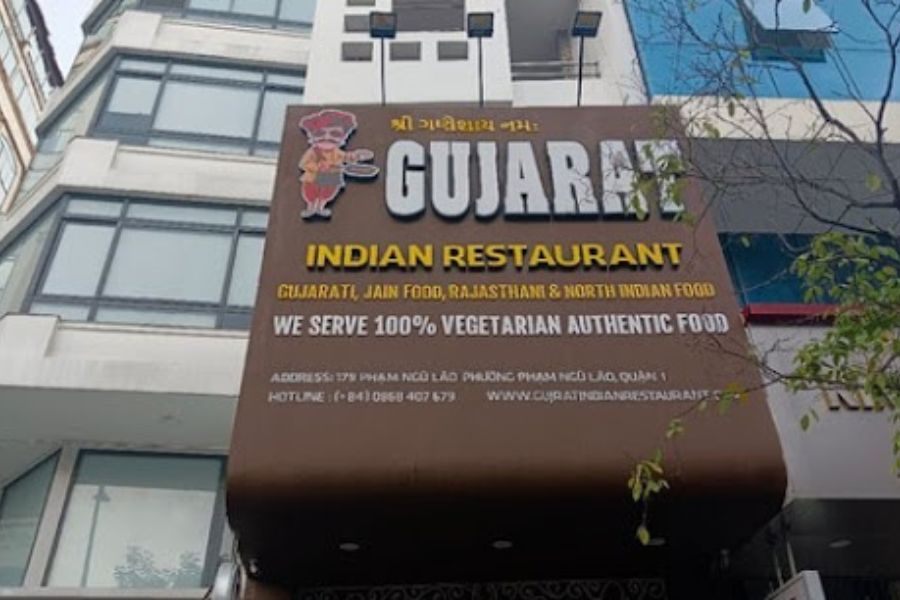 શ્રી ગણેશાય નમઃ
GUJARAT
INDIAN RESTAURANT
GUJARATI, JAIN FOOD, RAJASTHANI & NORTH INDIAN FOOD
WE SERVE 100% VEGETARIAN AUTHENTIC FOOD
ADDRESS: 179 PHẠM NGŨ LÃO PHƯỜNG PHẠM NGŨ LÃO, QUẬN 1
HOTLINE : (+84) 0868 407 679 WWW.GUJRATINDIANRESTAURANT.C